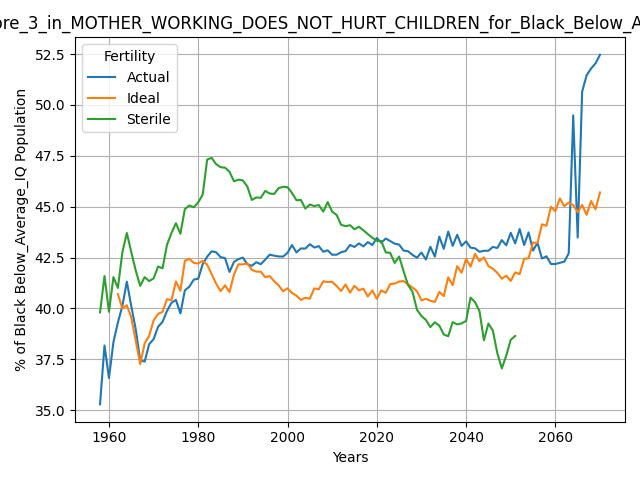 ore_3_in_MOTHER_WORKING_DOES_NOT_HURT_CHILDREN_for_Black_Below_A
Fertility
Actual
Ideal
Sterile
% of Black Below_Average_IQ Population
52.5
50.0
47.5
45.0
42.5
40.0
37.5
35.0
1960 1980 2000 2020 2040 2060
Years